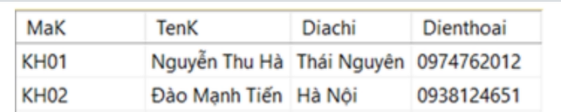 MaK TenK Diachi Dienthoai
KH01 Nguyễn Thu Hà Thái Nguyên 0974762012
KH02 Đào Mạnh Tiến Hà Nội 0938124651